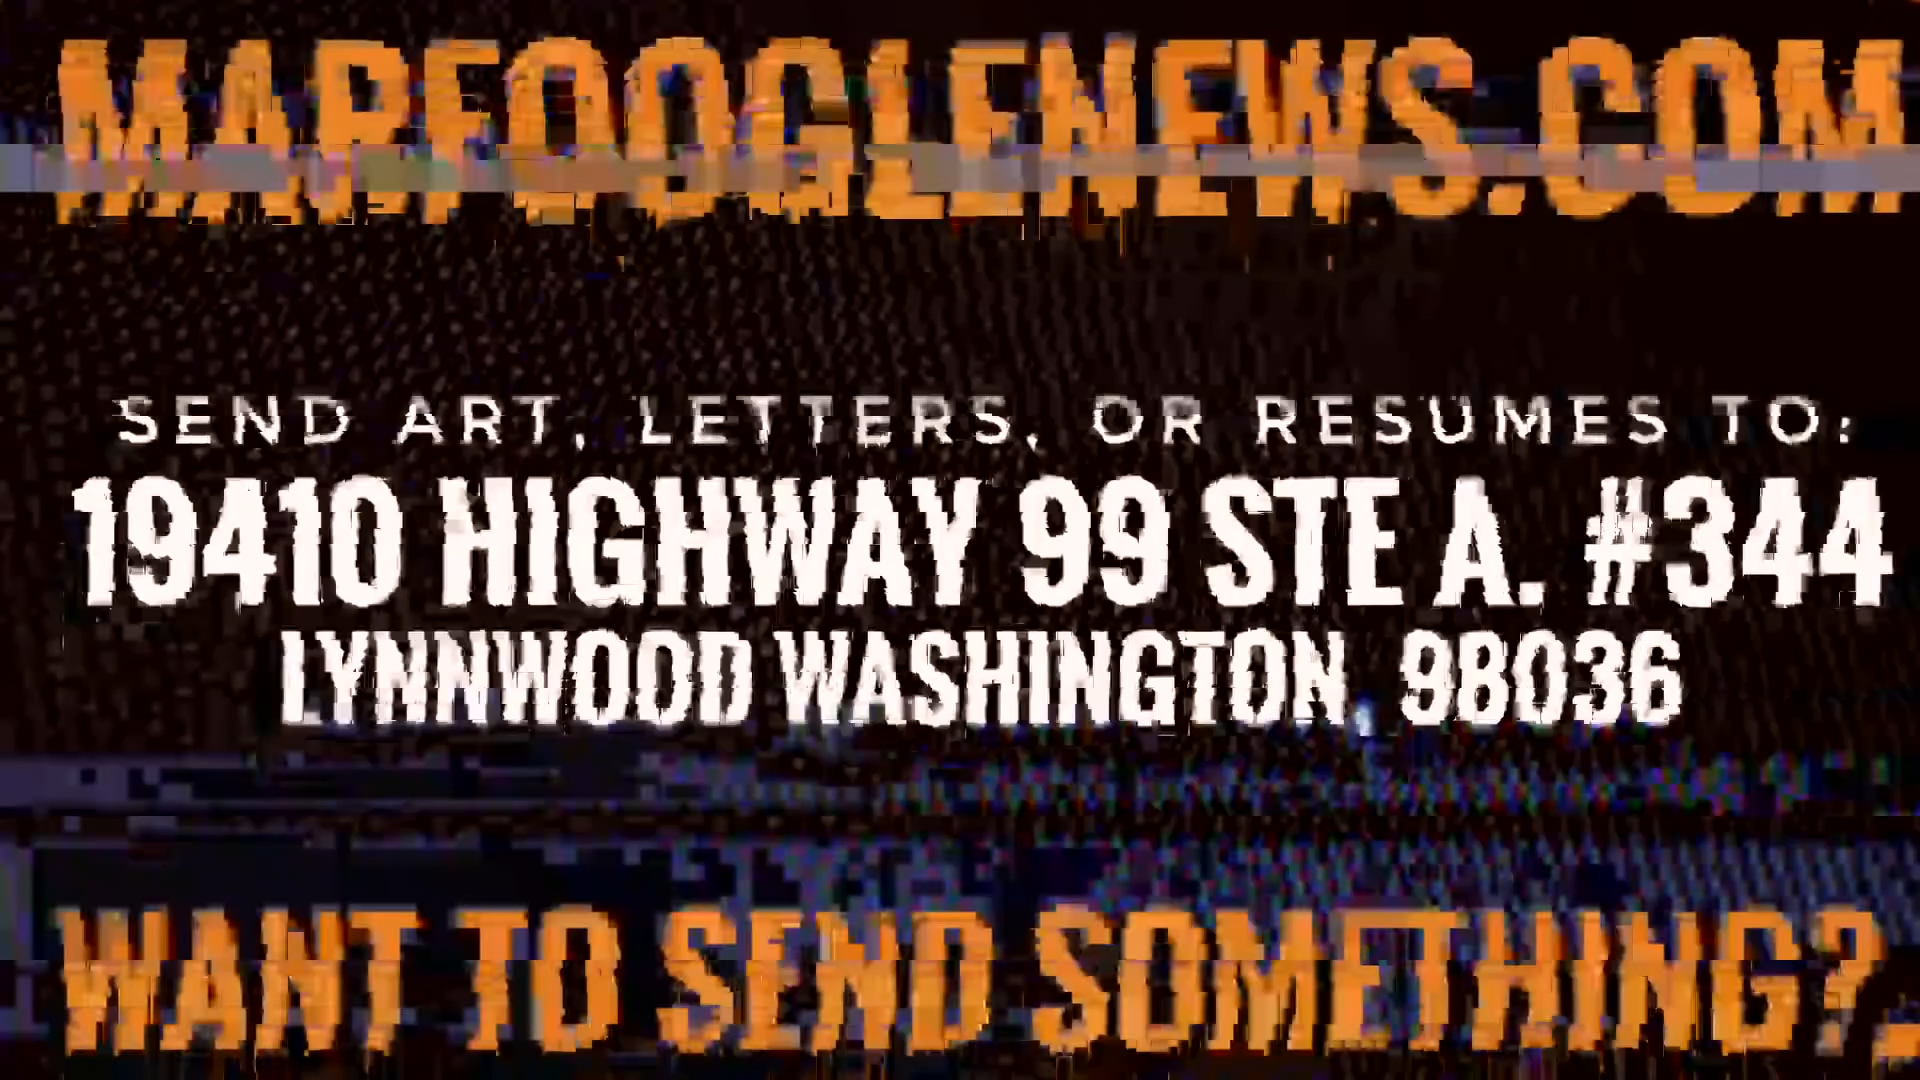 MARFOOGLENEWS.COM
SEND ART, LETTERS, OR RESUMES TO:
19410 HIGHWAY 99 STE A. #344
LYNNWOOD WASHINGTON, 98036
WANT TO SEND SOMETHING?